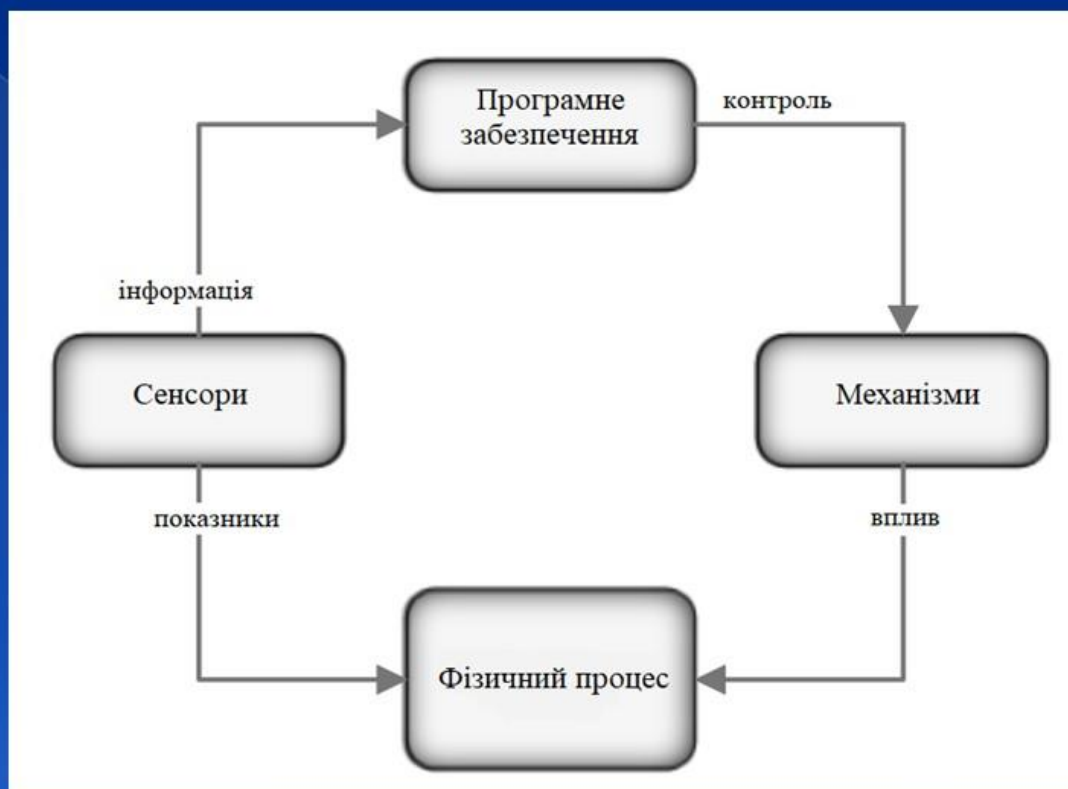 Програмне
забезпечення
контроль
інформація
Сенсори
Механізми
показники
вплив
Фізичний процес